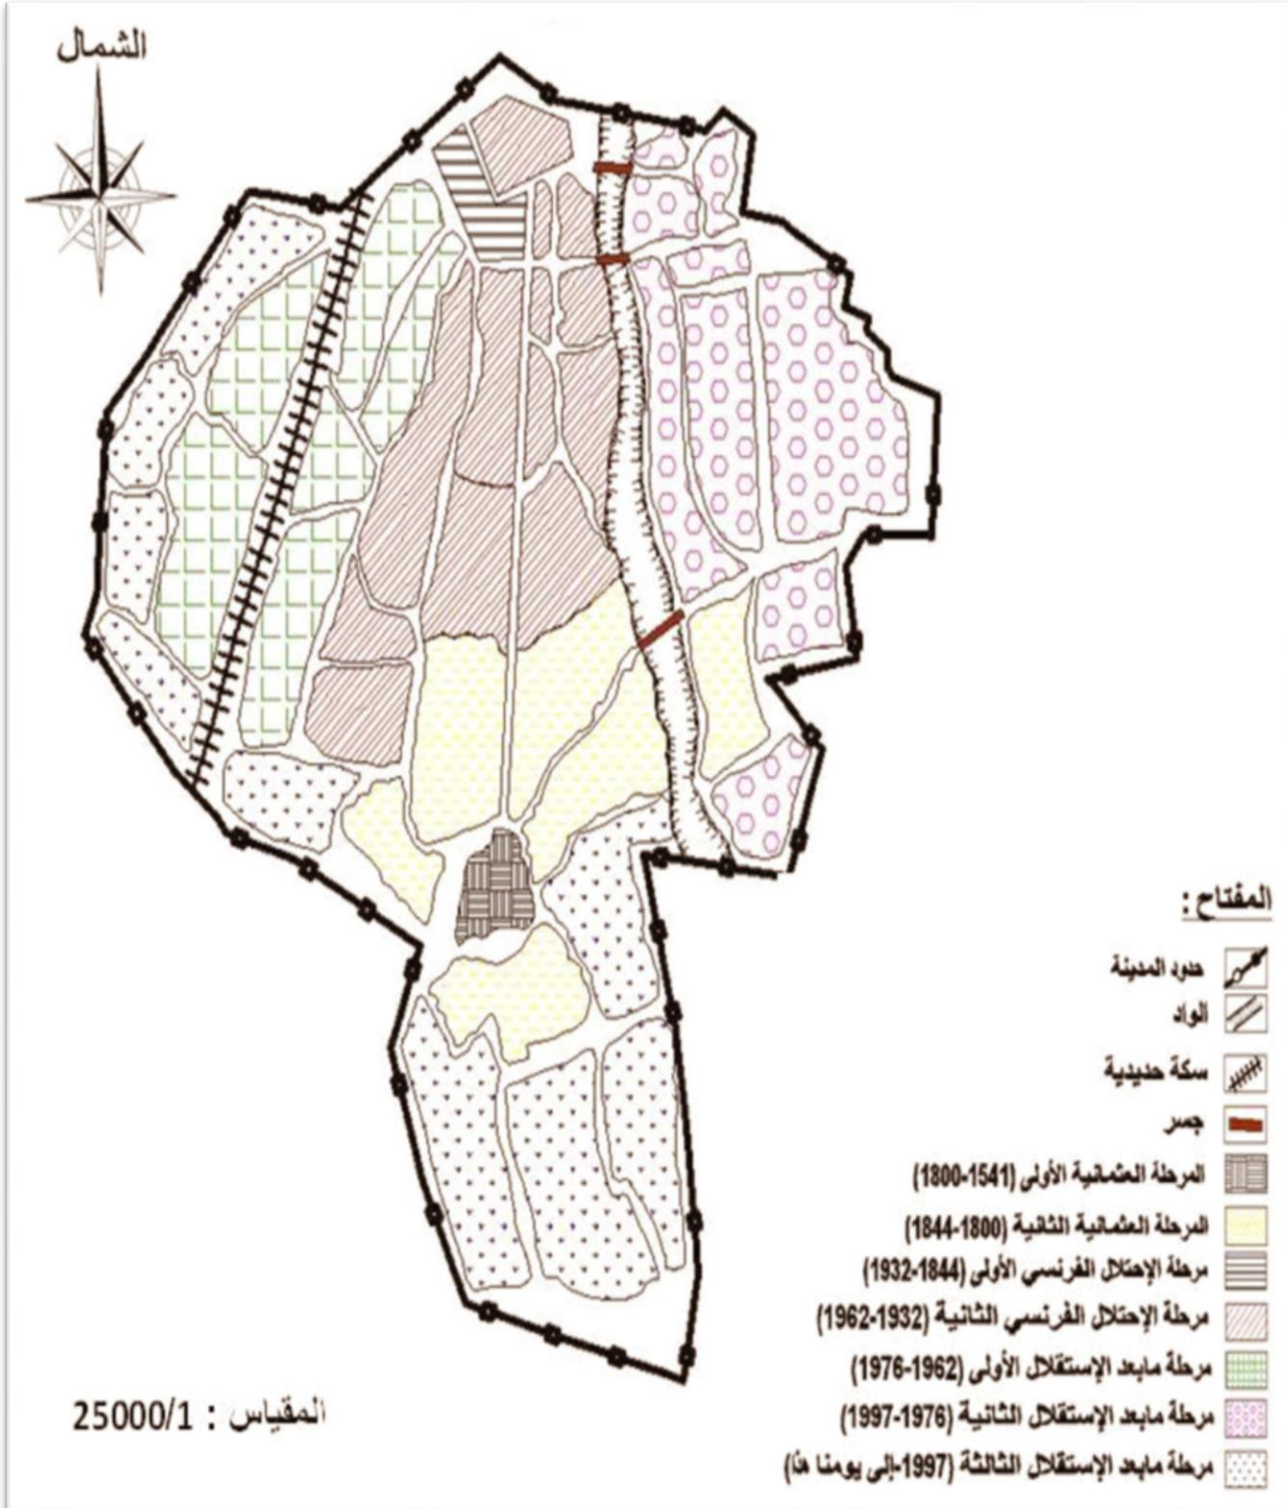 الشمال
المفتاح :
حدود المدينة
الواد
سكة حديدية
جسر
المرحلة العثمانية الأولى (1541-1800)
المرحلة العثمانية الثانية (1800-1844)
مرحلة الإحتلال الفرنسي الأولى (1844-1932)
مرحلة الإحتلال الفرنسي الثانية (1932-1962)
مرحلة مابعد الإستقلال الأولى (1962-1976)
مرحلة مابعد الإستقلال الثانية (1976-1997)
مرحلة مابعد الإستقلال الثالثة (1997-إلى يومنا هذا)
المقياس : 25000/1